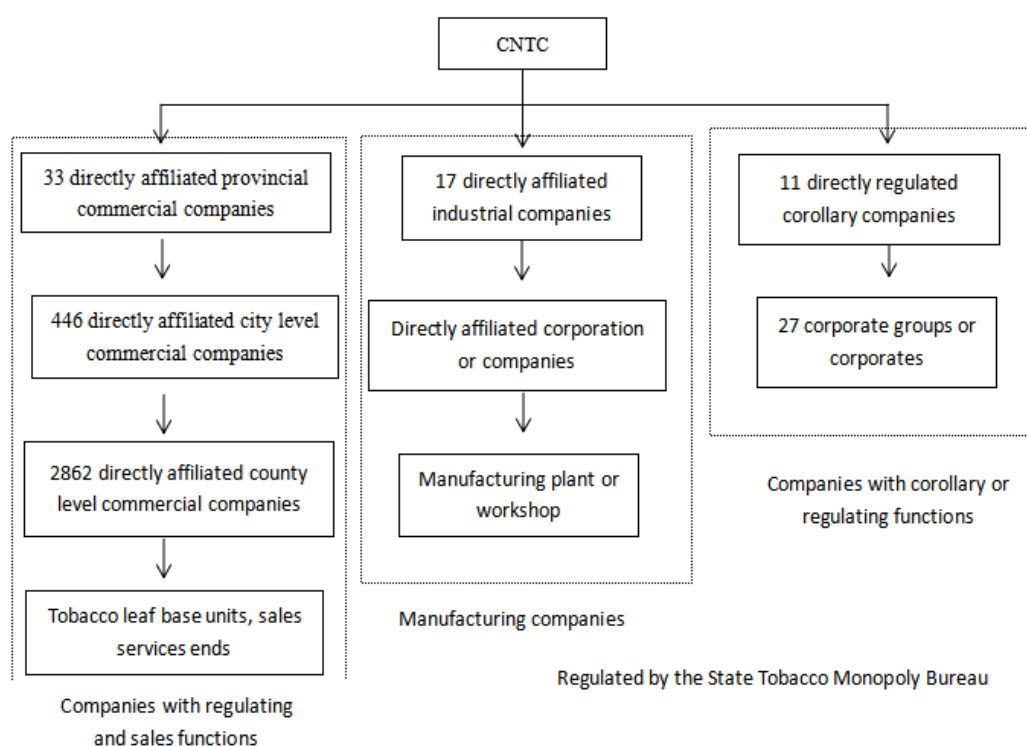 CNTC
33 directly affiliated provincial
commercial companies
446 directly affiliated city level
commercial companies
2862 directly affiliated county
level commercial companies
Tobacco leaf base units, sales
services ends
Companies with regulating
and sales functions
17 directly affiliated
industrial companies
Directly affiliated corporation
or companies
Manufacturing plant or
workshop
Manufacturing companies
11 directly regulated
corollary companies
27 corporate groups or
corporates
Companies with corollary or
regulating functions
Regulated by the State Tobacco Monopoly Bureau